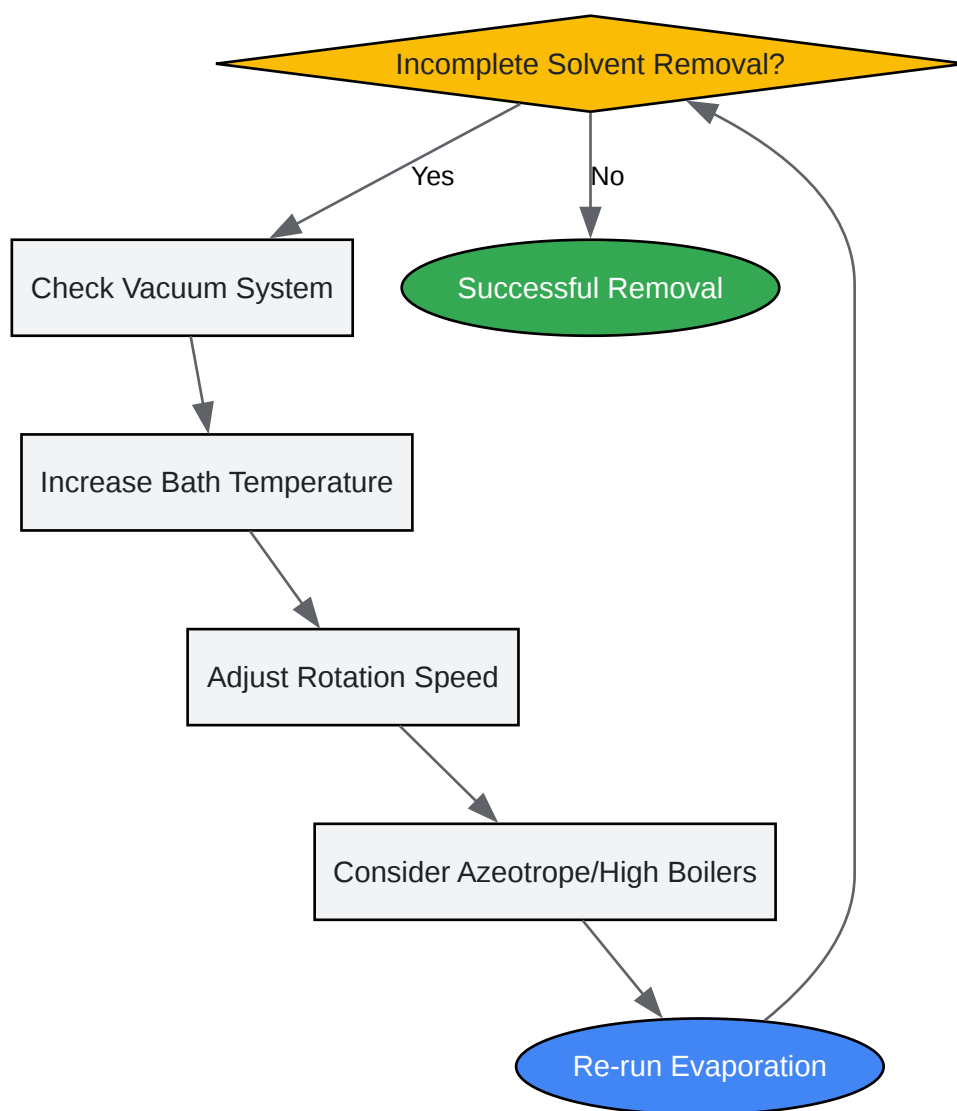 Incomplete Solvent Removal?
Yes
No
Check Vacuum System
Successful Removal
Increase Bath Temperature
Adjust Rotation Speed
Consider Azeotrope/High Boilers
Re-run Evaporation